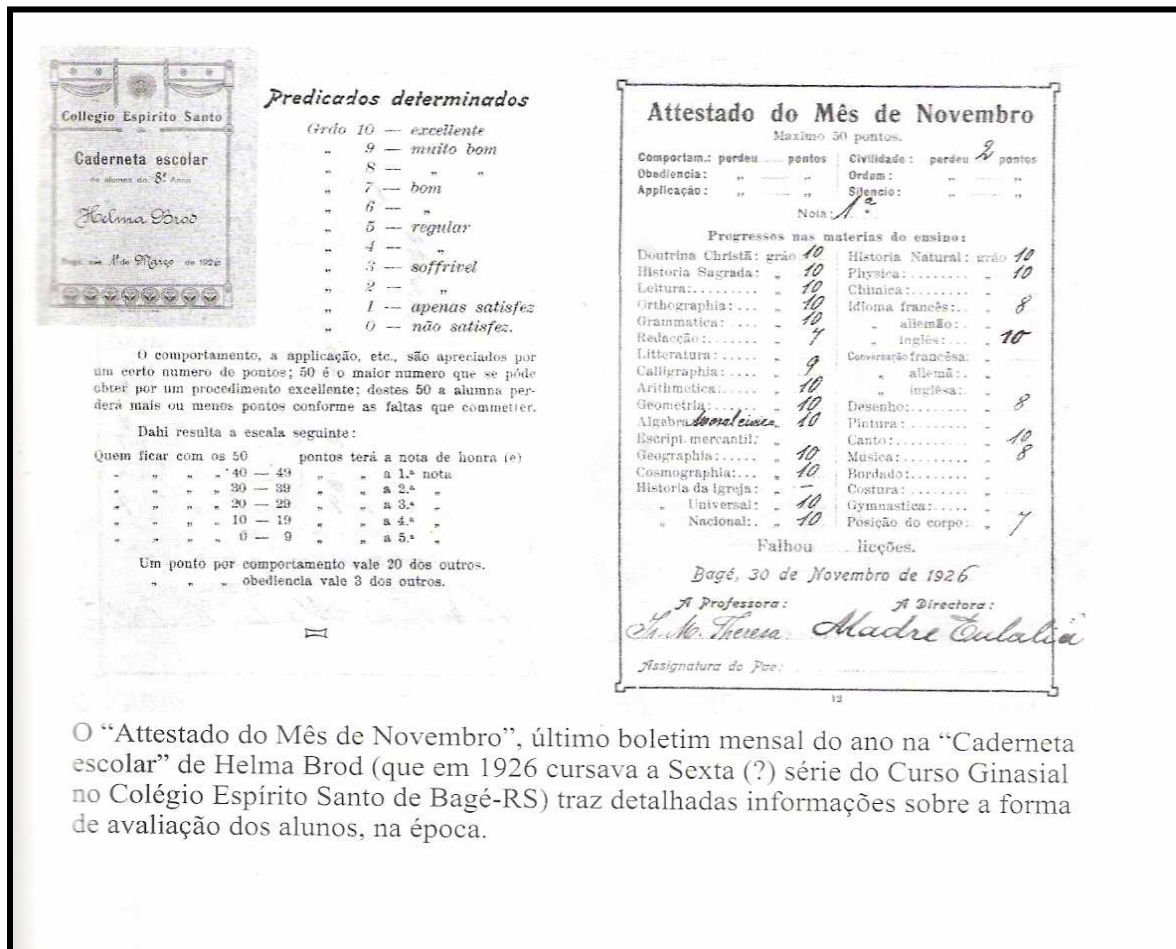 Collegio Espirito Santo
Caderneta escolar
da alumna do 8º Anno
Helma Brod
Bagé, 1º de Março de 1926
Predicados determinados
Gráo 10 — excellente
„ 9 — muito bom
„ 8 — „ „
„ 7 — bom
„ 6 — „
„ 5 — regular
„ 4 — „
„ 3 — soffrivel
„ 2 — „
„ 1 — apenas satisfez
„ 0 — não satisfez.
O comportamento, a applicação, etc., são apreciados por
um certo numero de pontos; 50 é o maior numero que se póde
obter por um procedimento excellente; destes 50 a alumna per-
derá mais ou menos pontos conforme as faltas que commetter.
Dahi resulta a escala seguinte:
Quem ficar com os 50 pontos terá a nota de honra (e)
„ „ „ „ 40 — 49 „ „ a 1.ª nota
„ „ „ „ 30 — 39 „ „ a 2.ª „
„ „ „ „ 20 — 29 „ „ a 3.ª „
„ „ „ „ 10 — 19 „ „ a 4.ª „
„ „ „ „ 0 — 9 „ „ a 5.ª „
Um ponto por comportamento vale 20 dos outros.
„ „ „ obediencia vale 3 dos outros.
Attestado do Mês de Novembro
Maximo 50 pontos.
Comportam.: perdeu ... pontos Civilidade: perdeu 2 pontos
Obediencia: „ ... „ Ordem: „ ... „
Applicação: „ ... „ Silencio: „ ... „
Nota: 1ª
Progressos nas materias do ensino:
Doutrina Christã: gráo 10 Historia Natural: gráo 10
Historia Sagrada: „ 10 Physica:........ „ 10
Leitura:......... „ 10 Chimica:........ „
Orthographia:.... „ 10 Idioma francês:.. „ 8
Grammatica:.... „ 10 „ allemão:. „
Redacção:....... „ 7 „ inglês:... „ 10
Litteratura:..... „ Conversação francêsa: „
Calligraphia:.... „ 9 „ allemã:. „
Arithmetica:..... „ 10 „ inglêsa:. „
Geometria:...... „ 10 Desenho:........ „ 8
Algebra Moral civica „ 10 Pintura:........ „
Escript. mercantil: „ Canto:.......... „ 10
Geographia:..... „ 10 Música:......... „ 8
Cosmographia:... „ 10 Bordado:........ „
Historia da Igreja: „ — Costura:........ „
„ Universal: „ 10 Gymnastica:..... „
„ Nacional:. „ 10 Posição do corpo: „ 7
Falhou ... licções.
Bagé, 30 de Novembro de 1926
A Professora: A Directora:
Ir. M. Theresa Madre Eulalia
Assignatura do Pae:
12
O “Attestado do Mês de Novembro”, último boletim mensal do ano na “Caderneta
escolar” de Helma Brod (que em 1926 cursava a Sexta (?) série do Curso Ginasial
no Colégio Espírito Santo de Bagé-RS) traz detalhadas informações sobre a forma
de avaliação dos alunos, na época.